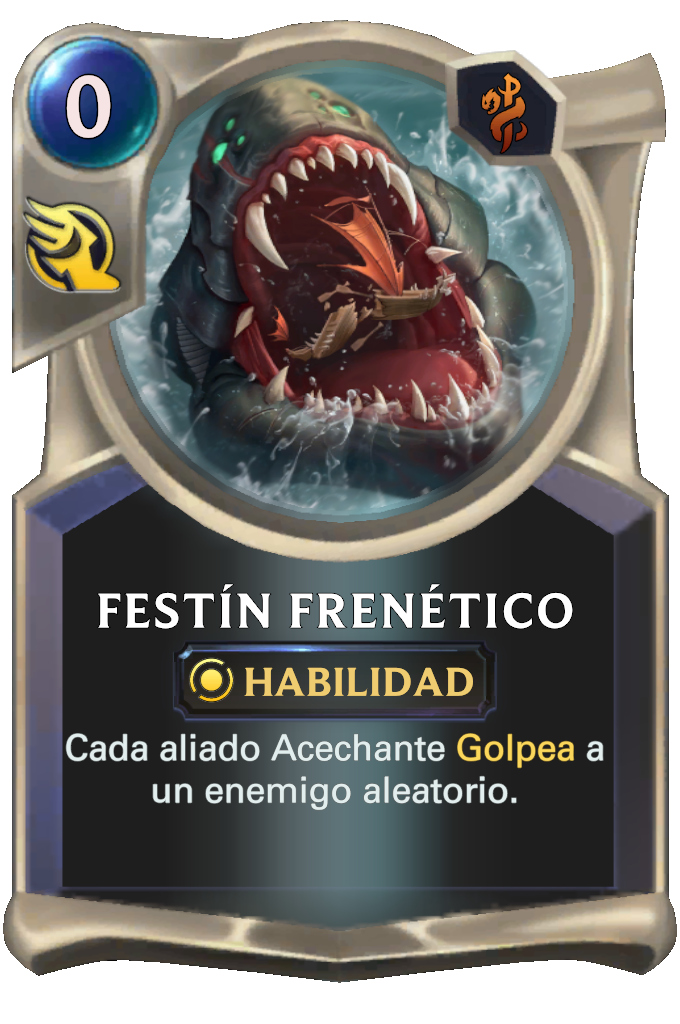 0
FESTÍN FRENÉTICO
HABILIDAD
Cada aliado Acechante Golpea a
un enemigo aleatorio.